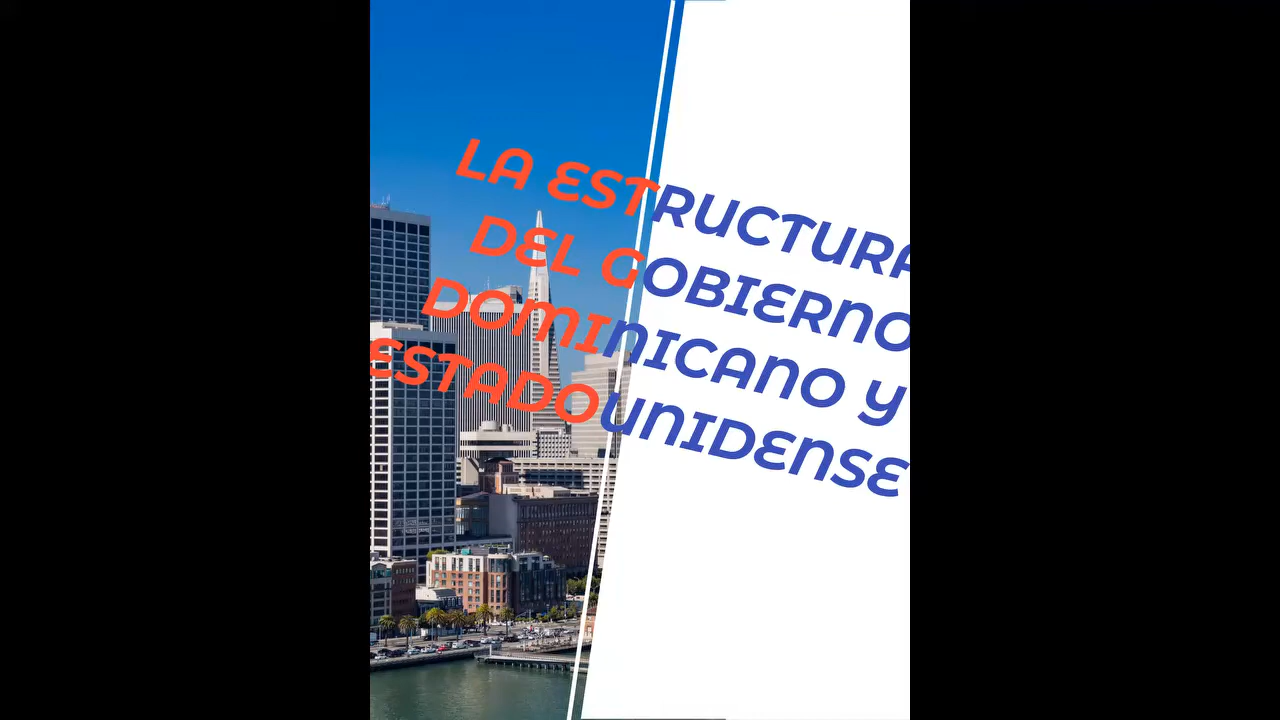 LA ESTRUCTURA
DEL GOBIERNO
DOMINICANO Y
ESTADOUNIDENSE